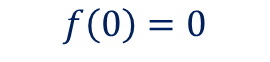 f(0) = 0